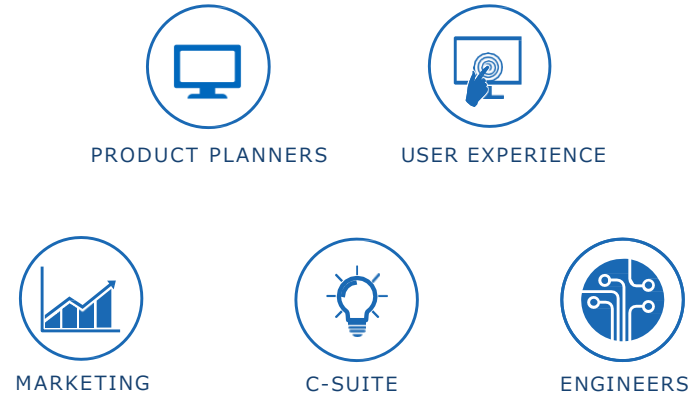 PRODUCT PLANNERS
USER EXPERIENCE
MARKETING
C-SUITE
ENGINEERS